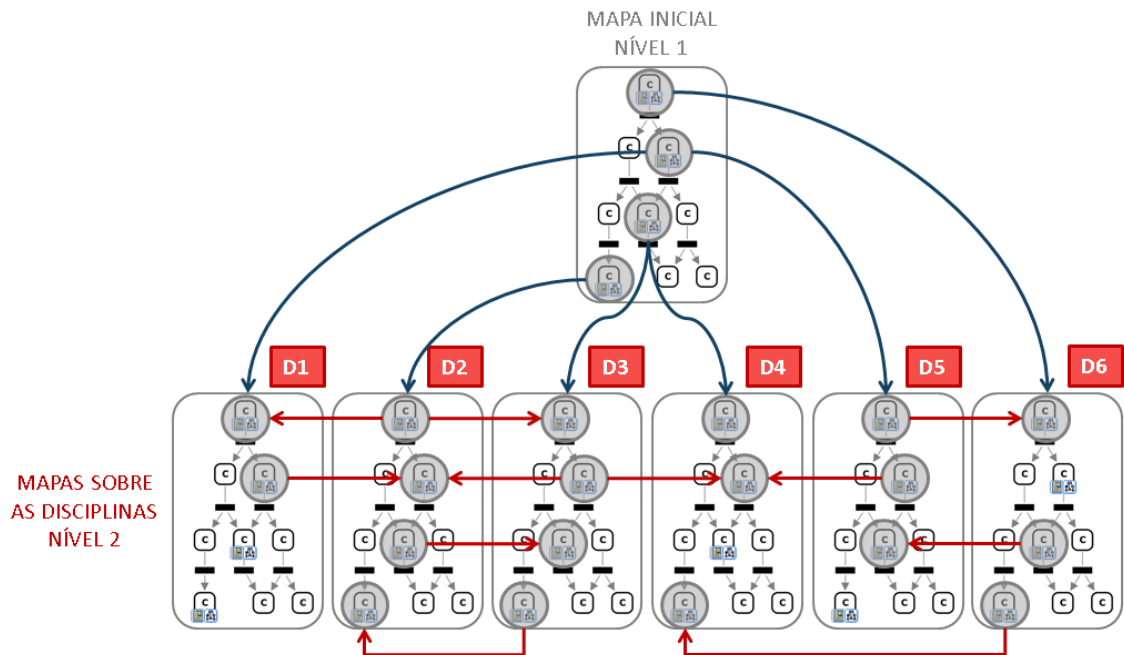 MAPA INICIAL
NÍVEL 1
C
C C
C C C
C C C
D1 D2 D3 D4 D5 D6
C C C C C C
C C C C C C C C C C C C
MAPAS SOBRE
AS DISCIPLINAS
NÍVEL 2
C C C C C C C C C C C C C C C C C C
C C C C C C C C C C C C C C C C C C